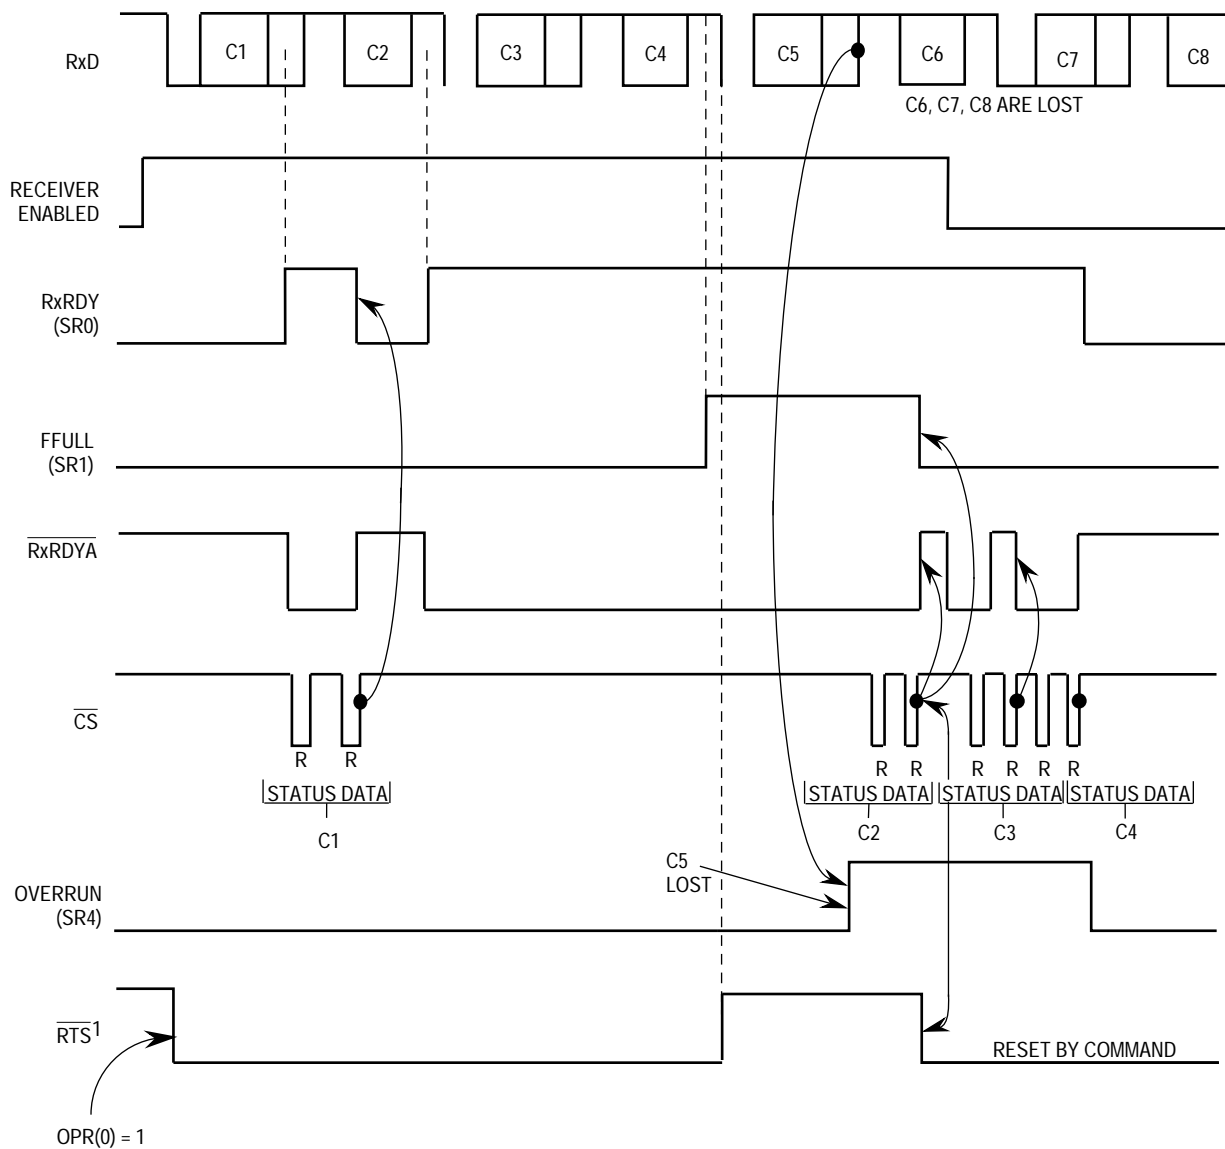 RxD
C1
C2
C3
C4
C5
C6
C7
C8
C6, C7, C8 ARE LOST
RECEIVER
ENABLED
RxRDY
(SR0)
FFULL
(SR1)
RxRDYA
CS
R
R
R
R
R
R
R
R
STATUS DATA
STATUS DATA
STATUS DATA
STATUS DATA
C1
C2
C3
C4
C5
LOST
OVERRUN
(SR4)
RTS1
RESET BY COMMAND
OPR(0) = 1